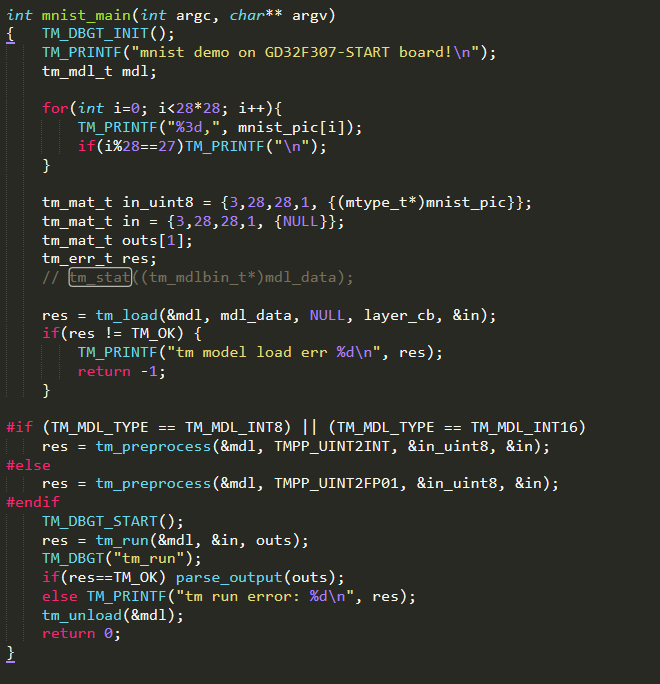 int mnist_main(int argc, char** argv)
{   TM_DBGT_INIT();
    TM_PRINTF("mnist demo on GD32F307-START board!\n");
    tm_mdl_t mdl;

    for(int i=0; i<28*28; i++){
        TM_PRINTF("%3d,", mnist_pic[i]);
        if(i%28==27)TM_PRINTF("\n");
    }

    tm_mat_t in_uint8 = {3,28,28,1, {(mtype_t*)mnist_pic}};
    tm_mat_t in = {3,28,28,1, {NULL}};
    tm_mat_t outs[1];
    tm_err_t res;
    // tm_stat((tm_mdlbin_t*)mdl_data);

    res = tm_load(&mdl, mdl_data, NULL, layer_cb, &in);
    if(res != TM_OK) {
        TM_PRINTF("tm model load err %d\n", res);
        return -1;
    }

#if (TM_MDL_TYPE == TM_MDL_INT8) || (TM_MDL_TYPE == TM_MDL_INT16)
    res = tm_preprocess(&mdl, TMPP_UINT2INT, &in_uint8, &in);
#else
    res = tm_preprocess(&mdl, TMPP_UINT2FP01, &in_uint8, &in);
#endif
    TM_DBGT_START();
    res = tm_run(&mdl, &in, outs);
    TM_DBGT("tm_run");
    if(res==TM_OK) parse_output(outs);
    else TM_PRINTF("tm run error: %d\n", res);
    tm_unload(&mdl);
    return 0;
}